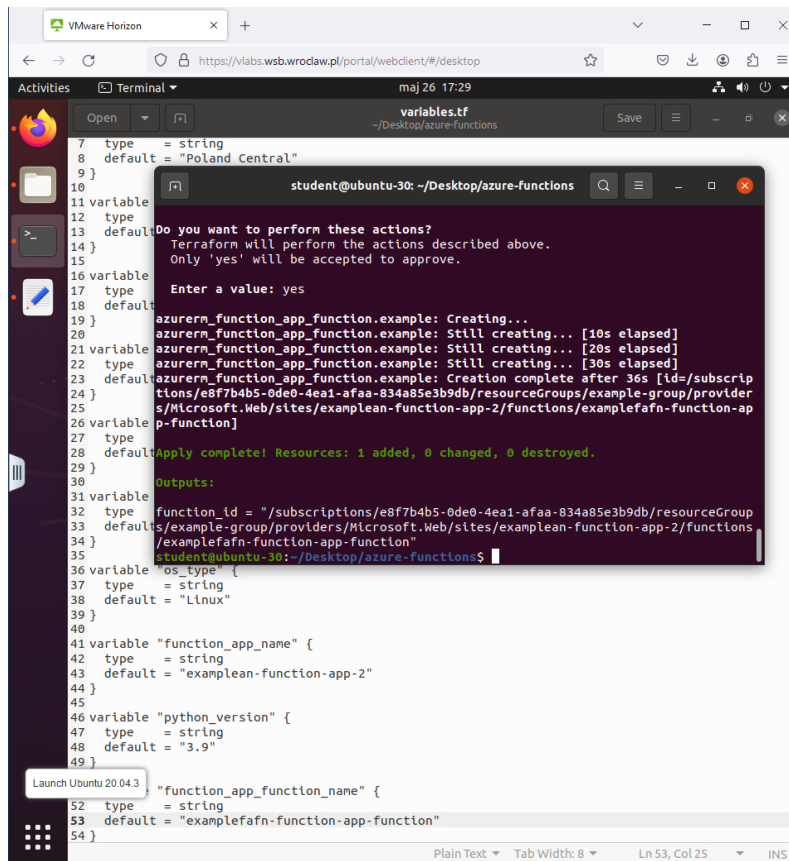 VMware Horizon
https://vlabs.wsb.wroclaw.pl/portal/webclient/#/desktop
Activities
Terminal
maj 26 17:29
Open
variables.tf
~/Desktop/azure-functions
Save
7 type = string
8 default = "Poland Central"
9 }
10
11 variable
12 type
13 default
14 }
15
16 variable
17 type
18 default
19 }
20
21 variable
22 type
23 default
24 }
25
26 variable
27 type
28 default
29 }
30
31 variable
32 type
33 default
34 }
35
student@ubuntu-30: ~/Desktop/azure-functions
Do you want to perform these actions?
Terraform will perform the actions described above.
Only 'yes' will be accepted to approve.
Enter a value: yes
azurerm_function_app_function.example: Creating...
azurerm_function_app_function.example: Still creating... [10s elapsed]
azurerm_function_app_function.example: Still creating... [20s elapsed]
azurerm_function_app_function.example: Still creating... [30s elapsed]
azurerm_function_app_function.example: Creation complete after 36s [id=/subscrip
tions/e8f7b4b5-0de0-4ea1-afaa-834a85e3b9db/resourceGroups/example-group/provider
s/Microsoft.Web/sites/examplean-function-app-2/functions/examplefafn-function-ap
p-function]
Apply complete! Resources: 1 added, 0 changed, 0 destroyed.
Outputs:
function_id = "/subscriptions/e8f7b4b5-0de0-4ea1-afaa-834a85e3b9db/resourceGroup
s/example-group/providers/Microsoft.Web/sites/examplean-function-app-2/functions
/examplefafn-function-app-function"
student@ubuntu-30:~/Desktop/azure-functions$
36 variable "os_type" {
37 type = string
38 default = "Linux"
39 }
40
41 variable "function_app_name" {
42 type = string
43 default = "examplean-function-app-2"
44 }
45
46 variable "python_version" {
47 type = string
48 default = "3.9"
49 }
Launch Ubuntu 20.04.3
"function_app_function_name" {
52 type = string
53 default = "examplefafn-function-app-function"
54 }
Plain Text
Tab Width: 8
Ln 53, Col 25
INS